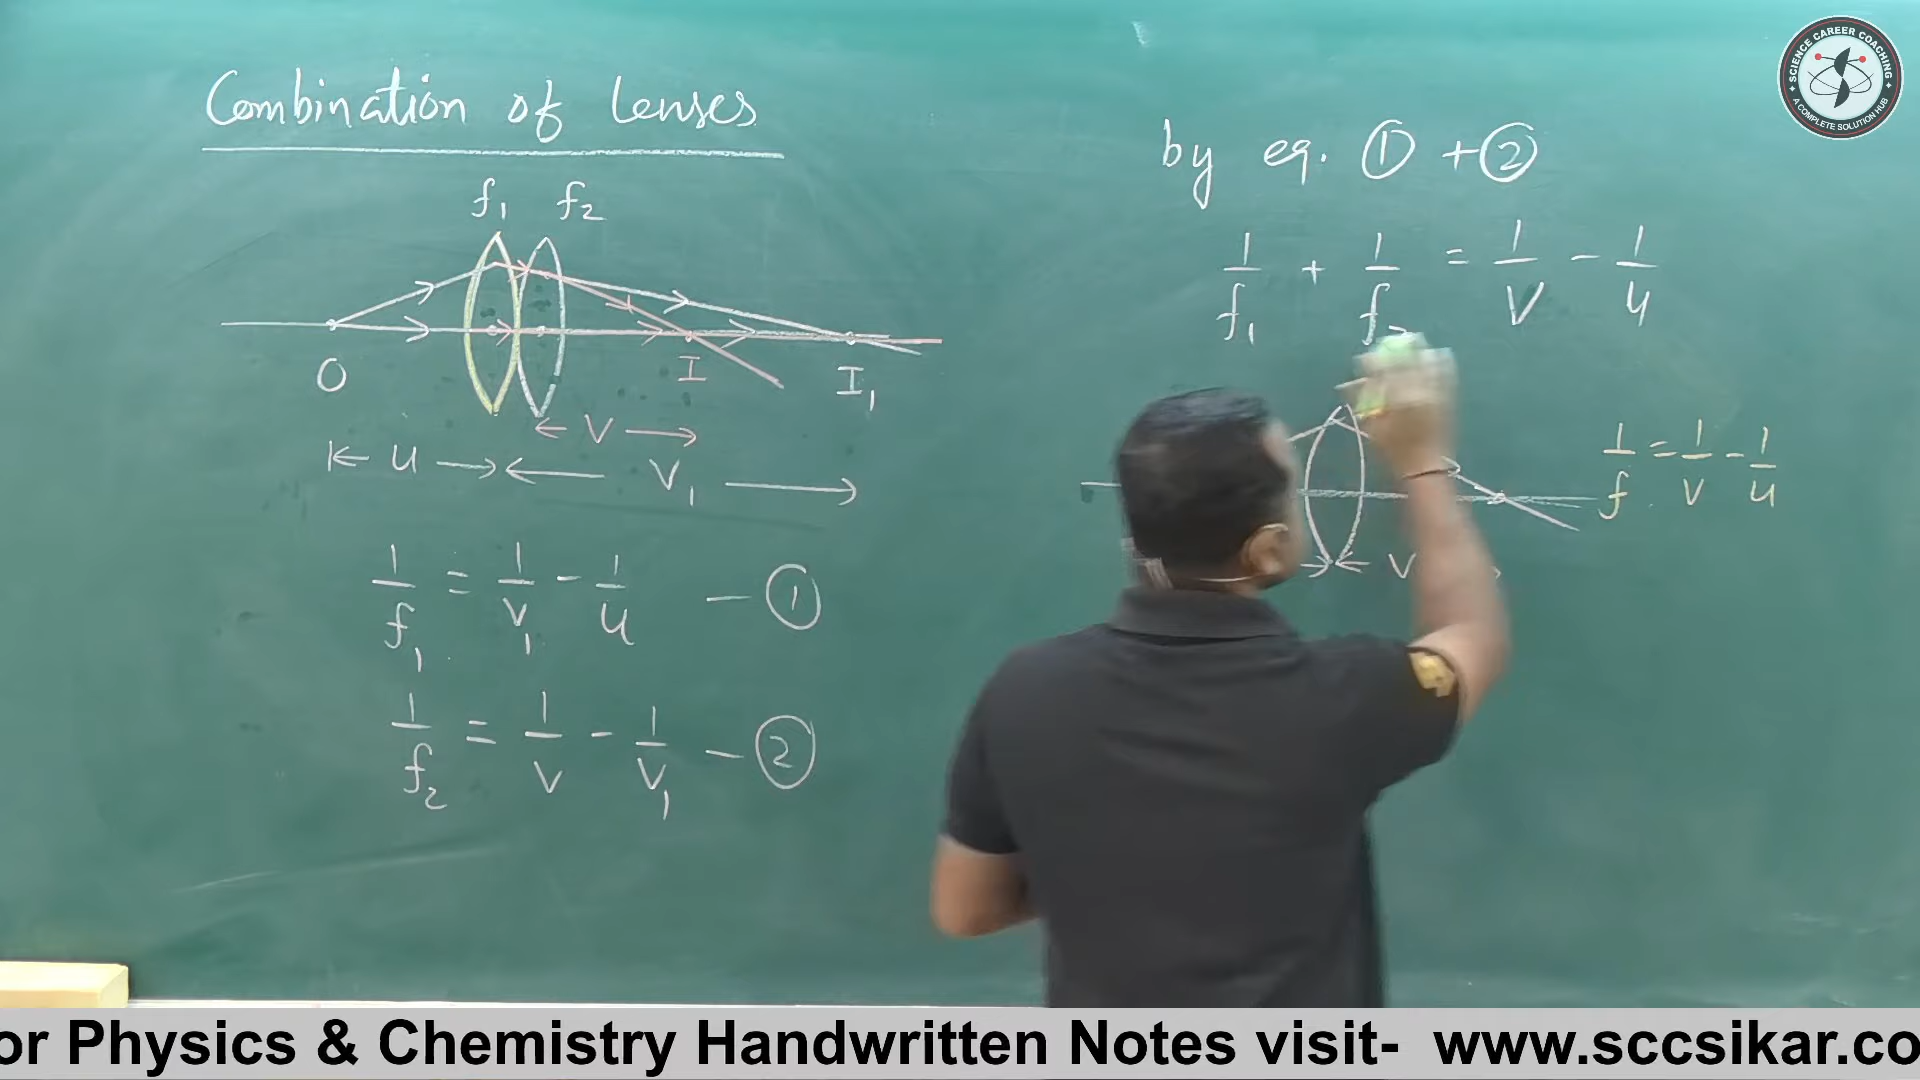 Combination of lenses
f₁ f₂
O I I₁
V
u V₁
1/f₁ = 1/V₁ - 1/u - ①
1/f₂ = 1/V - 1/V₁ - ②
by eq. ① + ②
1/f₁ + 1/f₂ = 1/V - 1/u
1/f = 1/V - 1/u
V
SCIENCE CAREER COACHING
A COMPLETE SOLUTION HUB
or Physics & Chemistry Handwritten Notes visit- www.sccsikar.co